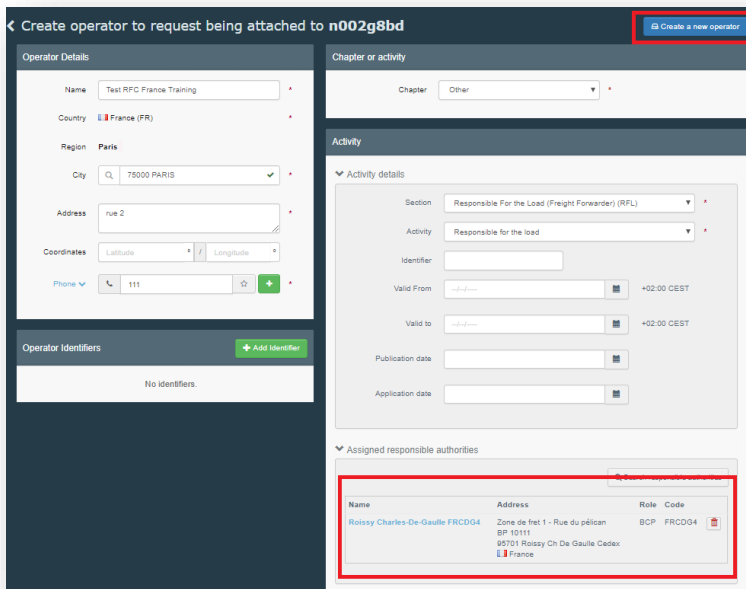 Create operator to request being attached to n002g8bd
Create a new operator
Operator Details
Name Test RFC France Training *
Country France (FR) *
Region Paris
City 75000 PARIS *
Address rue 2 *
Coordinates Latitude ° / Longitude °
Phone 111 *
Operator Identifiers
Add Identifier
No identifiers.
Chapter or activity
Chapter Other *
Activity
Activity details
Section Responsible For the Load (Freight Forwarder) (RFL) *
Activity Responsible for the load *
Identifier
Valid From --/--/---- +02:00 CEST
Valid to --/--/---- +02:00 CEST
Publication date
Application date
Assigned responsible authorities
Search responsible authorities
Name Address Role Code
Roissy Charles-De-Gaulle FRCDG4 Zone de fret 1 - Rue du pélican BCP FRCDG4
BP 10111
95701 Roissy Ch De Gaulle Cedex
France